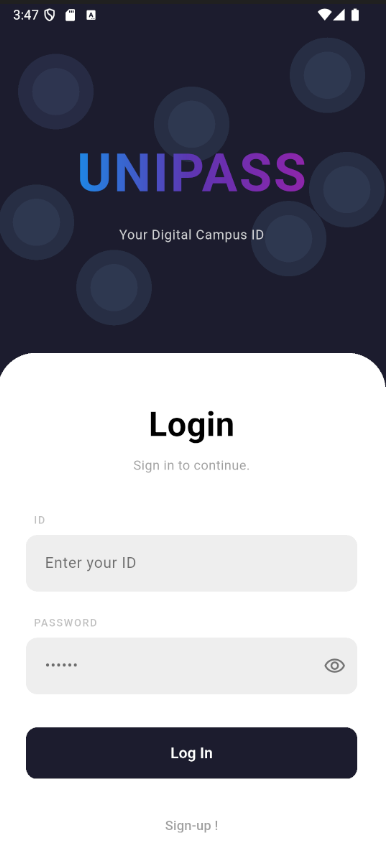 3:47
UNIPASS
Your Digital Campus ID
Login
Sign in to continue.
ID
Enter your ID
PASSWORD
••••••
Log In
Sign-up !